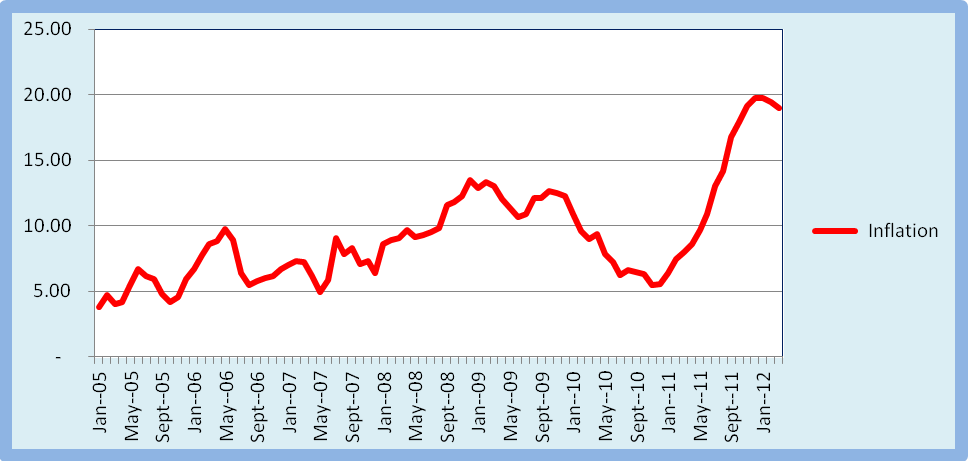 25.00
20.00
15.00
10.00
5.00
-
Jan--05
May--05
Sept--05
Jan--06
May--06
Sept--06
Jan--07
May--07
Sept--07
Jan--08
May--08
Sept--08
Jan--09
May--09
Sept--09
Jan--10
May--10
Sept--10
Jan--11
May--11
Sept--11
Jan--12
Inflation